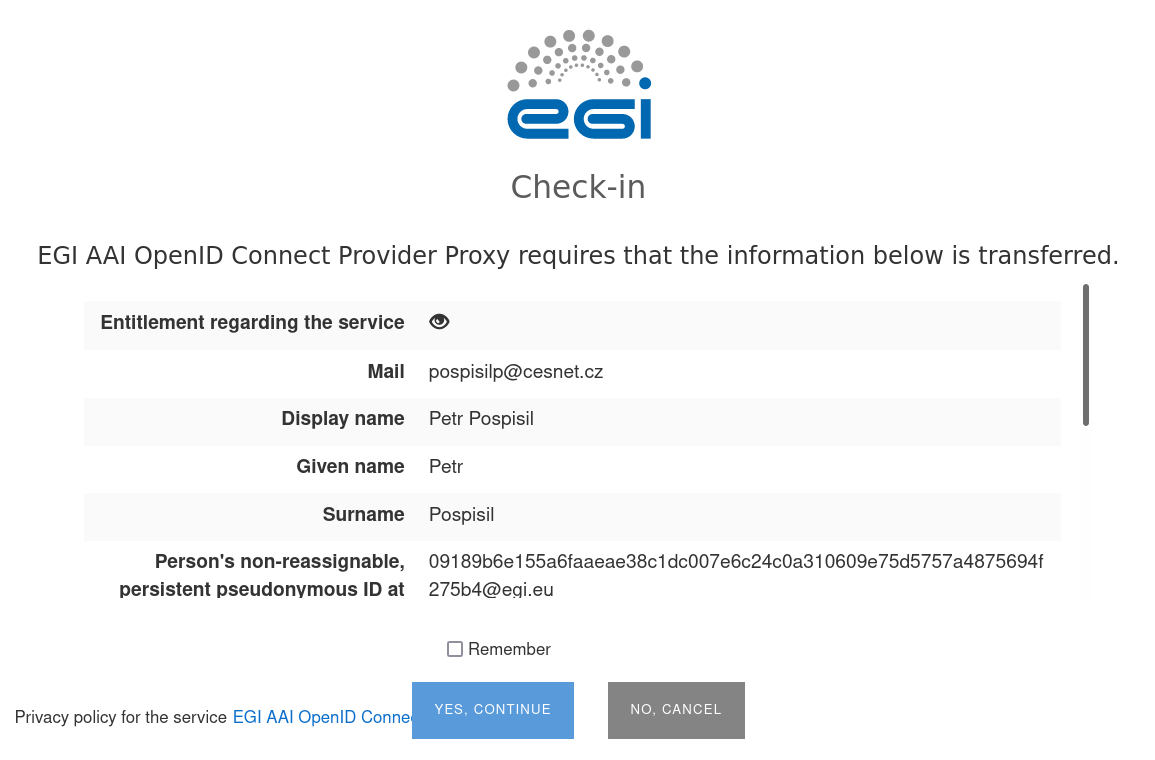 egi
Check-in
EGI AAI OpenID Connect Provider Proxy requires that the information below is transferred.
Entitlement regarding the service
Mail pospisilp@cesnet.cz
Display name Petr Pospisil
Given name Petr
Surname Pospisil
Person's non-reassignable, 09189b6e155a6faaeae38c1dc007e6c24c0a310609e75d5757a4875694f
persistent pseudonymous ID at 275b4@egi.eu
Remember
Privacy policy for the service EGI AAI OpenID Connec YES, CONTINUE NO, CANCEL